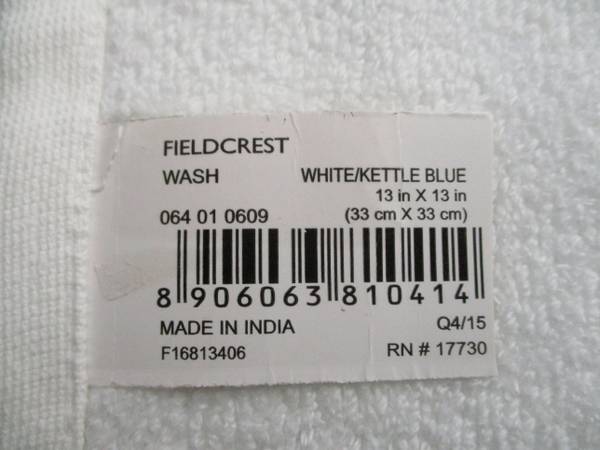 FIELDCREST
WASH WHITE/KETTLE BLUE
13 in X 13 in
064 01 0609 (33 cm X 33 cm)
8 906063 810414
MADE IN INDIA Q4/15
F16813406 RN # 17730